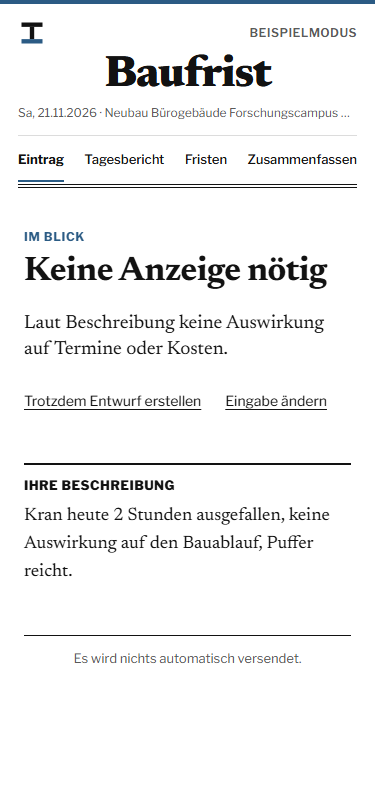 BEISPIELMODUS
Baufrist
Sa, 21.11.2026 · Neubau Bürogebäude Forschungscampus ...
Eintrag Tagesbericht Fristen Zusammenfassen
IM BLICK
Keine Anzeige nötig
Laut Beschreibung keine Auswirkung
auf Termine oder Kosten.
Trotzdem Entwurf erstellen Eingabe ändern
IHRE BESCHREIBUNG
Kran heute 2 Stunden ausgefallen, keine
Auswirkung auf den Bauablauf, Puffer
reicht.
Es wird nichts automatisch versendet.